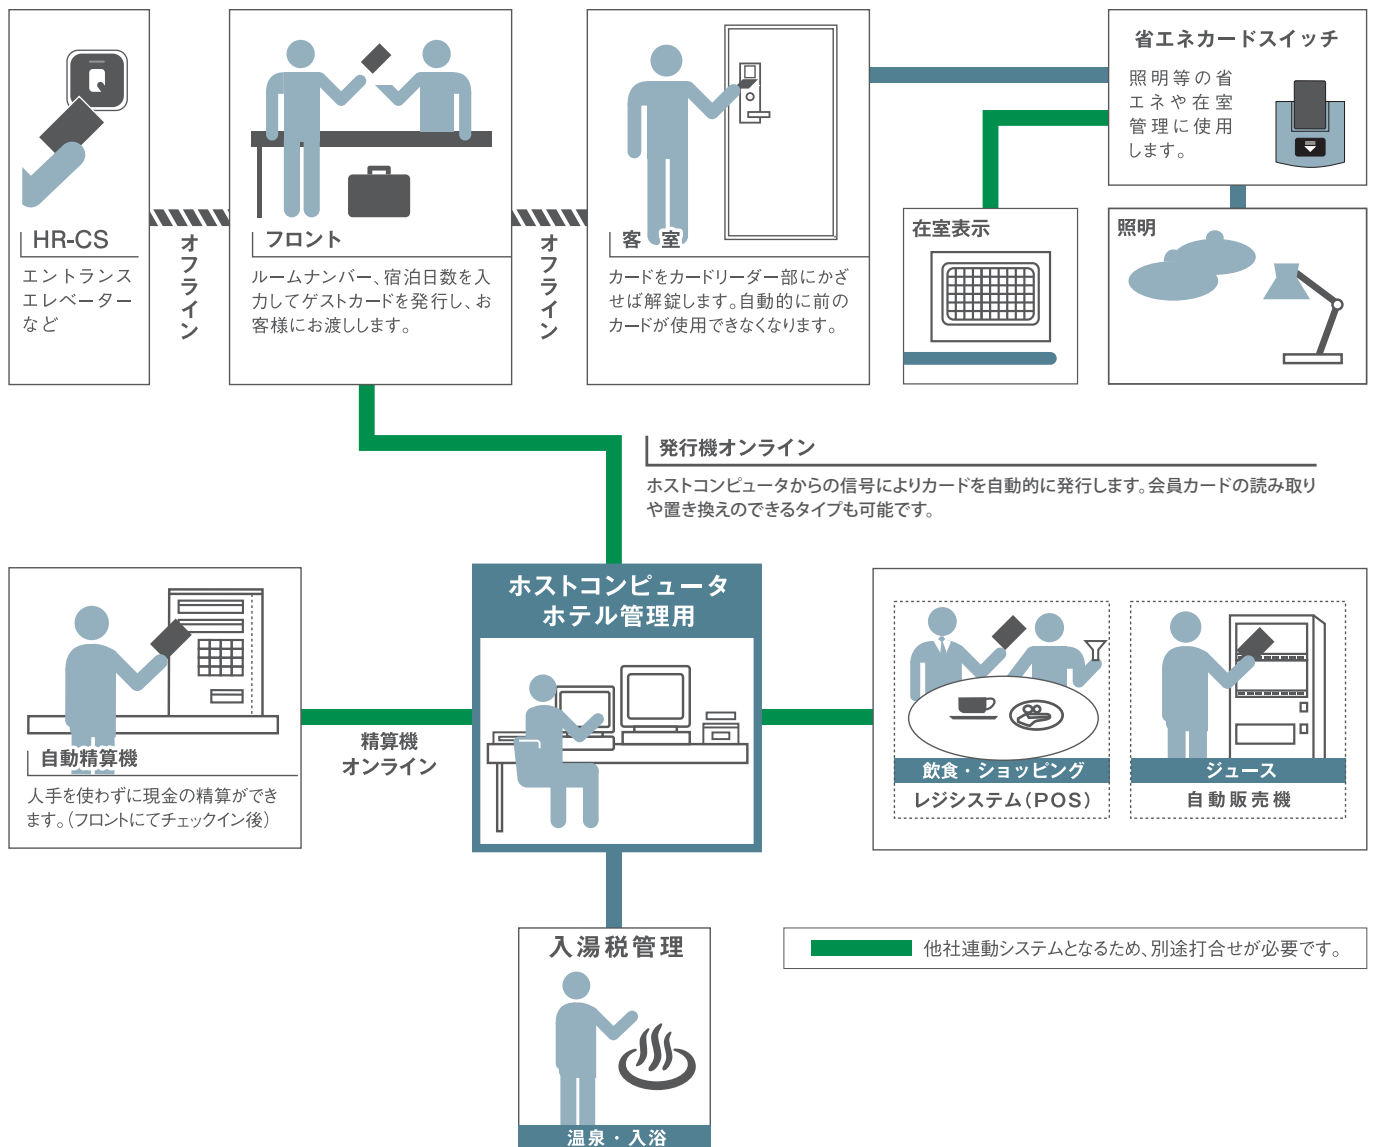 HR-CS
エントランス
エレベーター
など
オフライン
フロント
ルームナンバー、宿泊日数を入
力してゲストカードを発行し、お
客様にお渡しします。
オフライン
客室
カードをカードリーダー部にかざ
せば解錠します。自動的に前の
カードが使用できなくなります。
省エネカードスイッチ
照明等の省
エネや在室
管理に使用
します。
在室表示
照明
発行機オンライン
ホストコンピュータからの信号によりカードを自動的に発行します。会員カードの読み取り
や置き換えのできるタイプも可能です。
自動精算機
人手を使わずに現金の精算ができ
ます。(フロントにてチェックイン後)
精算機
オンライン
ホストコンピュータ
ホテル管理用
飲食・ショッピング
レジシステム(POS)
ジュース
自動販売機
入湯税管理
温泉・入浴
他社連動システムとなるため、別途打合せが必要です。